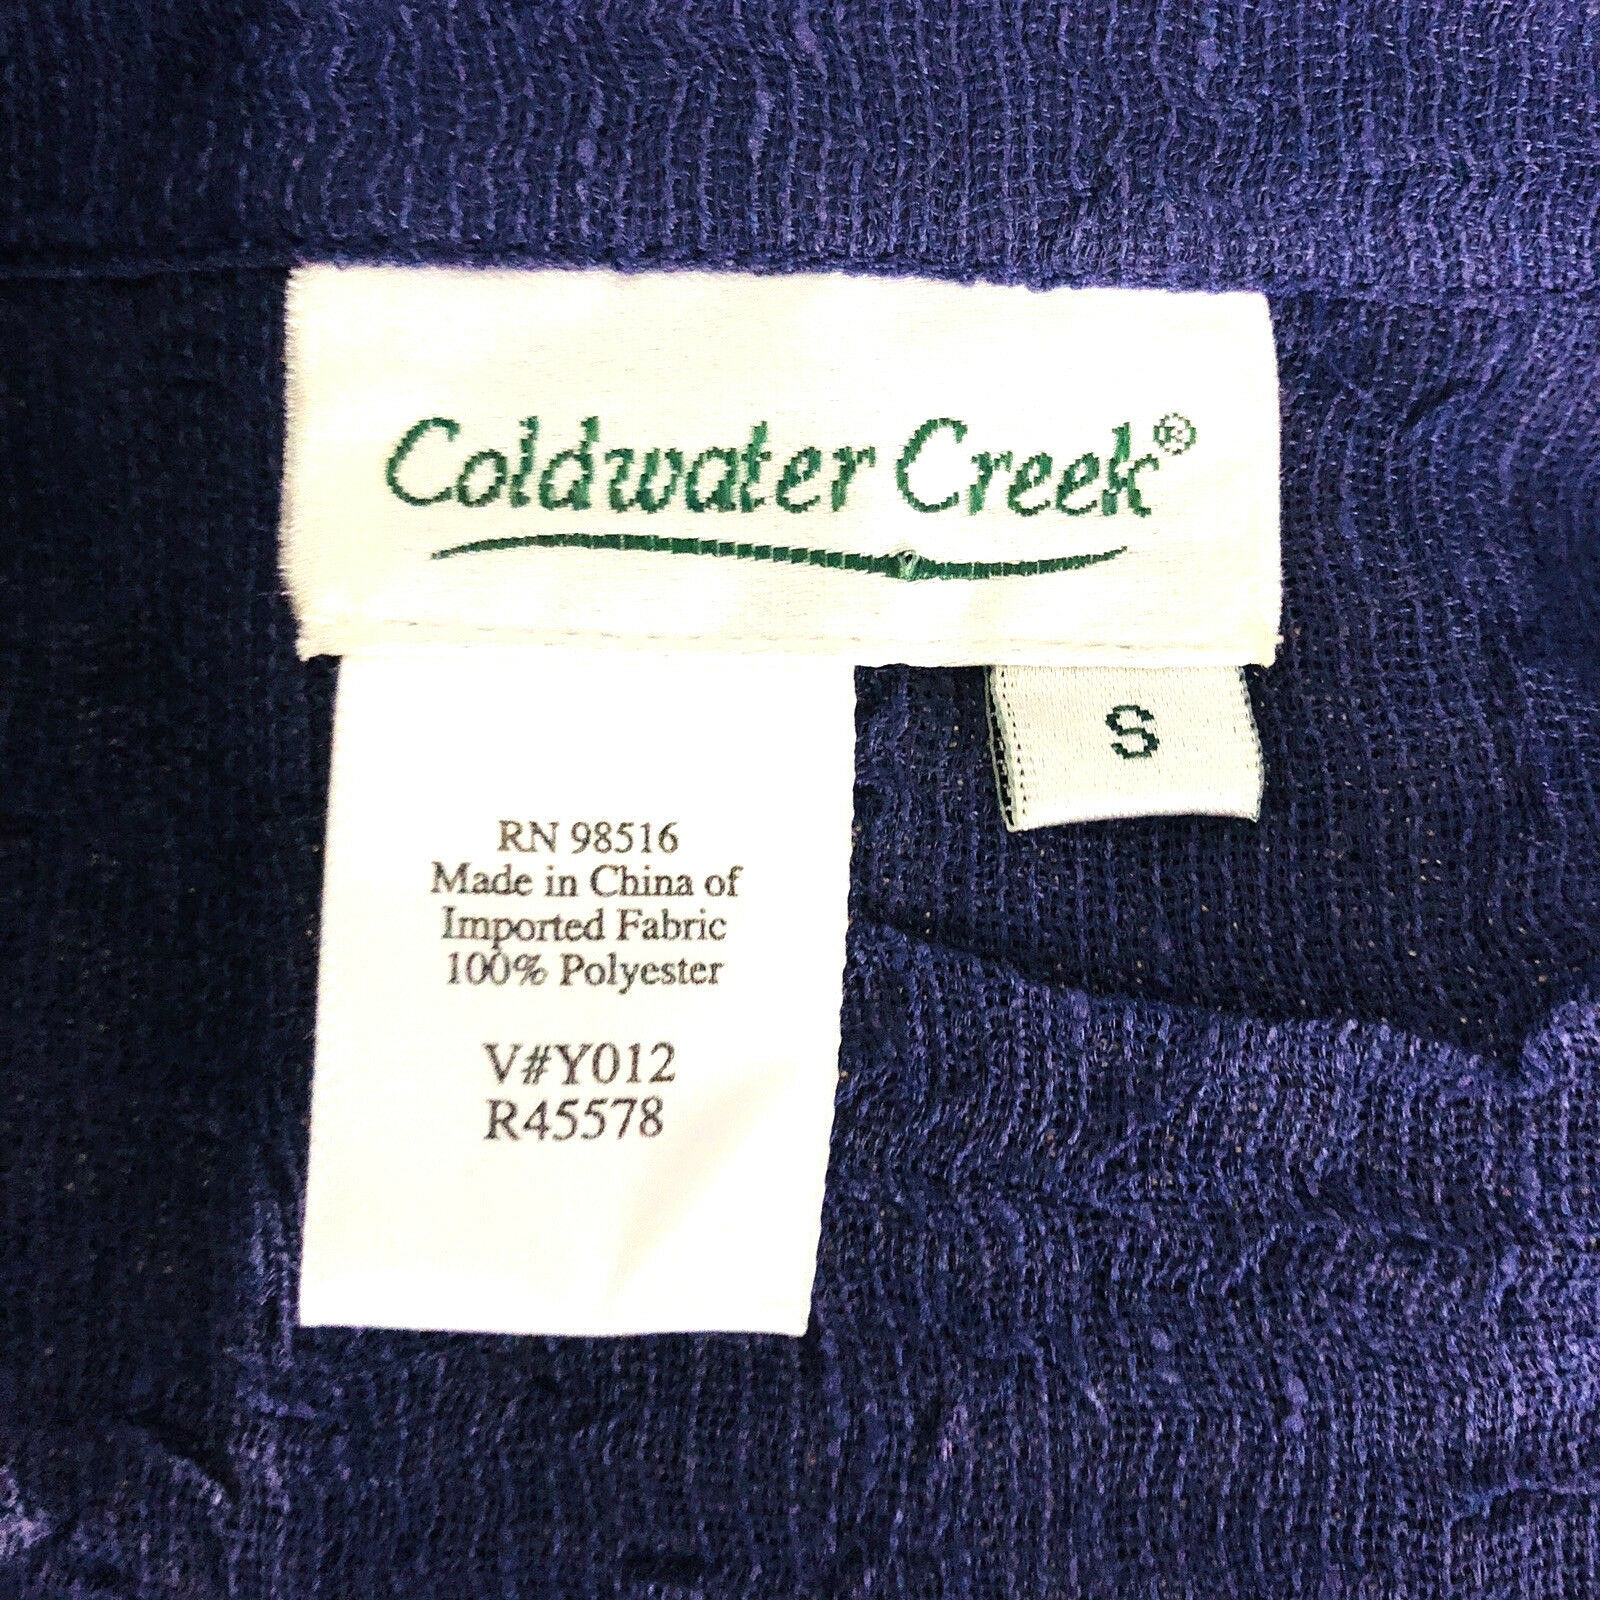 Coldwater Creek®
S
RN 98516
Made in China of
Imported Fabric
100% Polyester
V#Y012
R45578